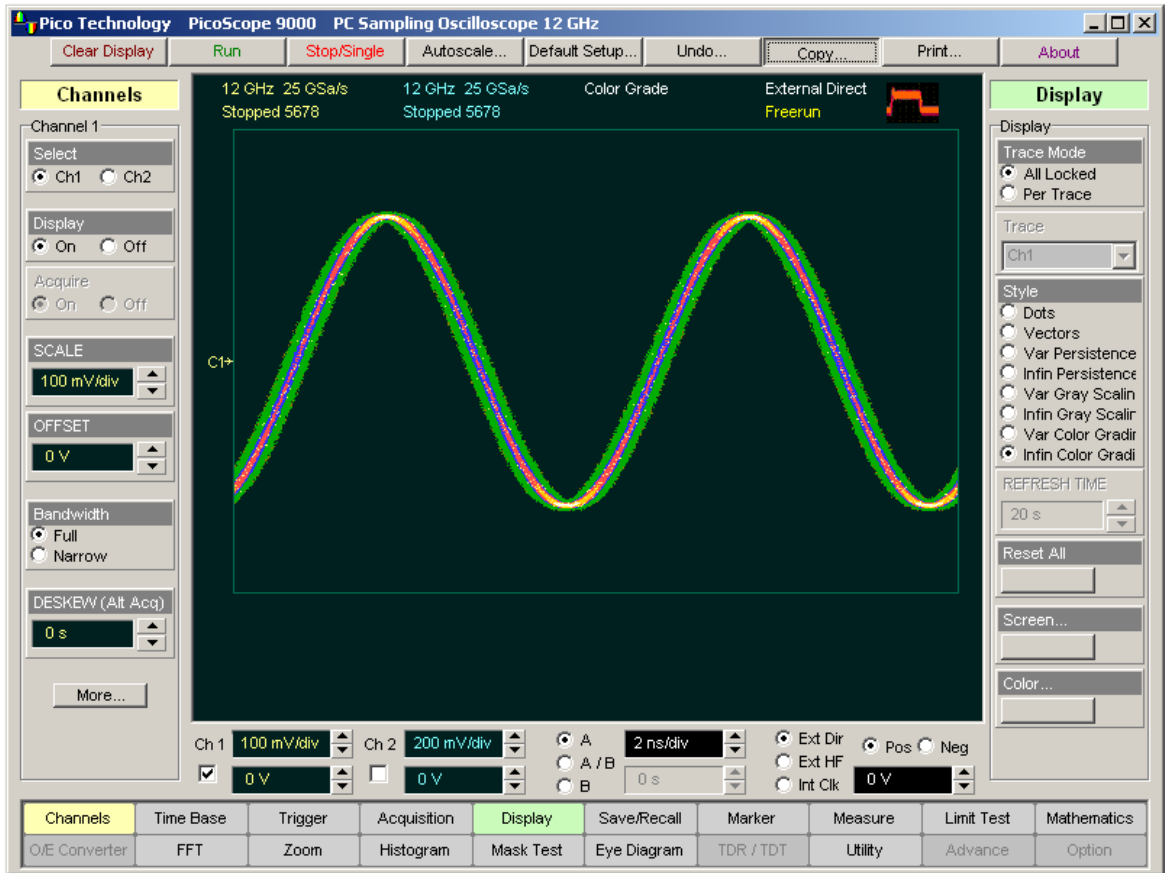 Pico Technology PicoScope 9000 PC Sampling Oscilloscope 12 GHz
Clear Display Run Stop/Single Autoscale... Default Setup... Undo... Copy... Print... About
Channels
Channel 1
Select
Ch1 Ch2
Display
On Off
Acquire
On Off
SCALE
100 mV/div
OFFSET
0 V
Bandwidth
Full
Narrow
DESKEW (Alt Acq)
0 s
More...
12 GHz 25 GSa/s 12 GHz 25 GSa/s Color Grade External Direct
Stopped 5678 Stopped 5678 Freerun
C1
Display
Display
Trace Mode
All Locked
Per Trace
Trace
Ch1
Style
Dots
Vectors
Var Persistence
Infin Persistence
Var Gray Scalin
Infin Gray Scalir
Var Color Gradir
Infin Color Gradi
REFRESH TIME
20 s
Reset All
Screen...
Color...
Ch 1 100 mV/div Ch 2 200 mV/div A 2 ns/div Ext Dir Pos Neg
A / B Ext HF
0 V 0 V B 0 s Int Clk 0 V
Channels Time Base Trigger Acquisition Display Save/Recall Marker Measure Limit Test Mathematics
O/E Converter FFT Zoom Histogram Mask Test Eye Diagram TDR / TDT Utility Advance Option